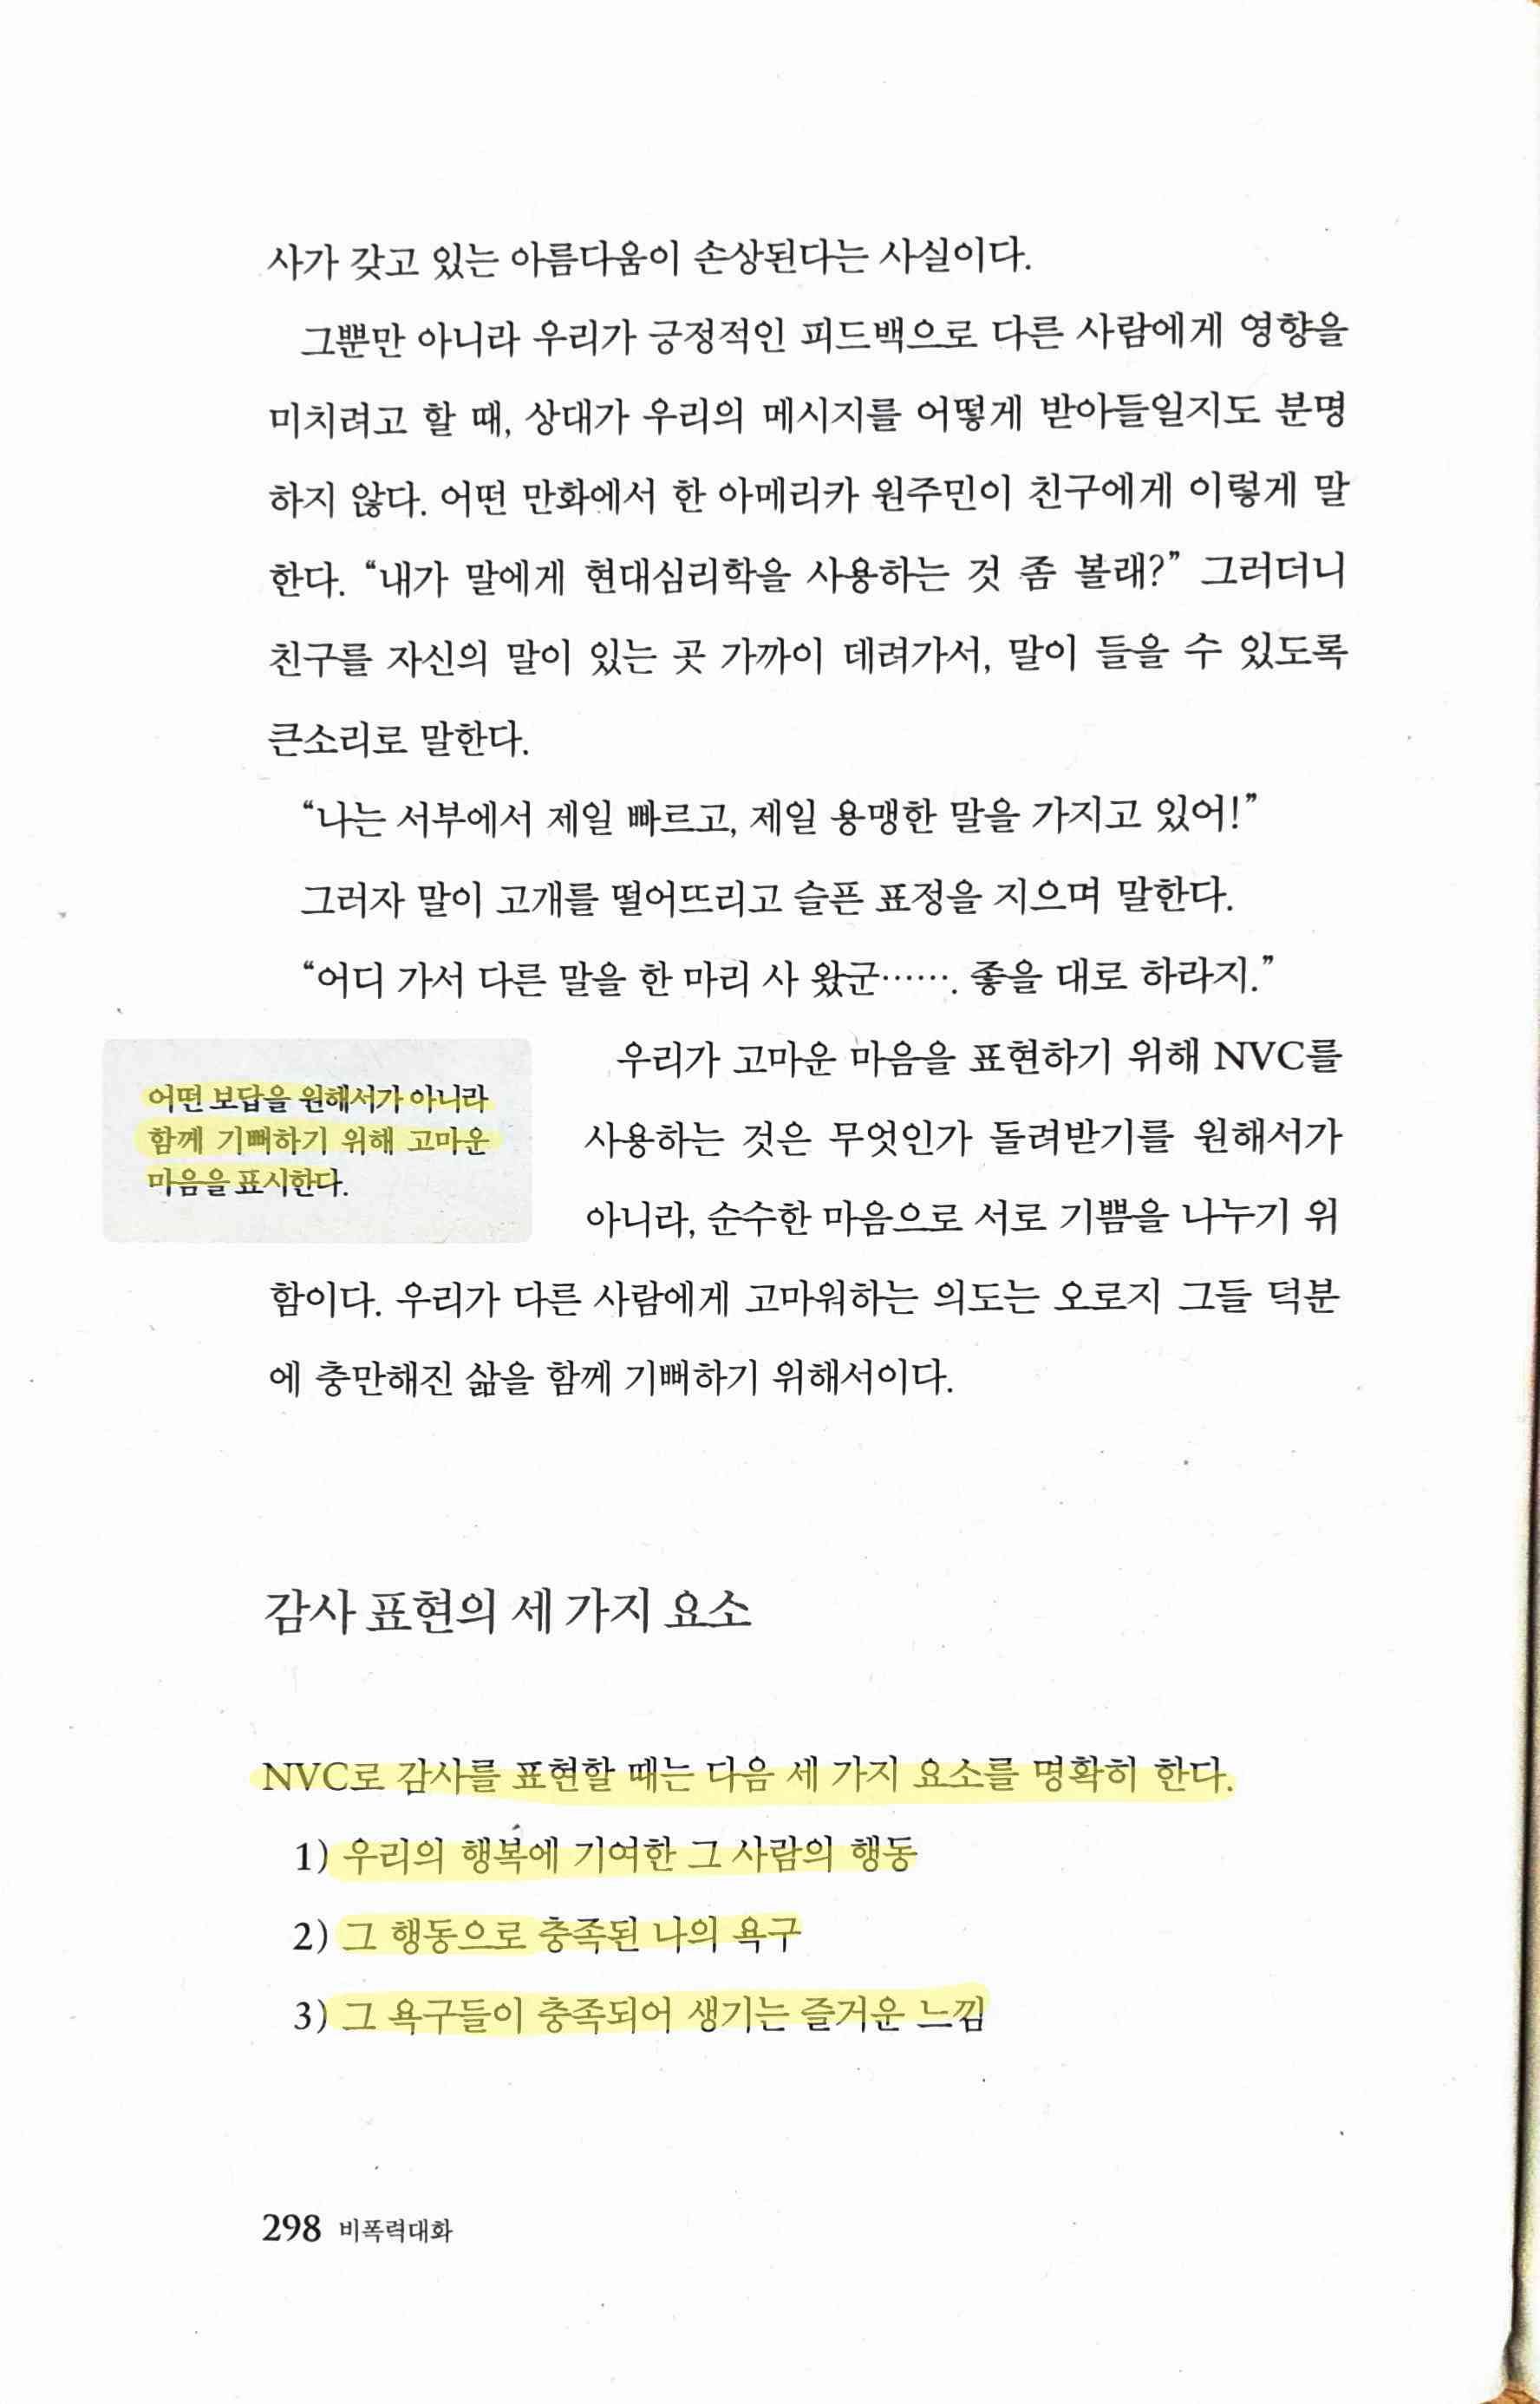 사가 갖고 있는 아름다움이 손상된다는 사실이다.
그뿐만 아니라 우리가 긍정적인 피드백으로 다른 사람에게 영향을
미치려고 할 때, 상대가 우리의 메시지를 어떻게 받아들일지도 분명
하지 않다. 어떤 만화에서 한 아메리카 원주민이 친구에게 이렇게 말
한다. “내가 말에게 현대심리학을 사용하는 것 좀 볼래?” 그러더니
친구를 자신의 말이 있는 곳 가까이 데려가서, 말이 들을 수 있도록
큰소리로 말한다.
“나는 서부에서 제일 빠르고, 제일 용맹한 말을 가지고 있어!”
그러자 말이 고개를 떨어뜨리고 슬픈 표정을 지으며 말한다.
“어디 가서 다른 말을 한 마리 사 왔군……. 좋을 대로 하라지.”
어떤 보답을 원해서가 아니라
함께 기뻐하기 위해 고마운
마음을 표시한다.
우리가 고마운 마음을 표현하기 위해 NVC를
사용하는 것은 무엇인가 돌려받기를 원해서가
아니라, 순수한 마음으로 서로 기쁨을 나누기 위
함이다. 우리가 다른 사람에게 고마워하는 의도는 오로지 그들 덕분
에 충만해진 삶을 함께 기뻐하기 위해서이다.
감사 표현의 세 가지 요소
NVC로 감사를 표현할 때는 다음 세 가지 요소를 명확히 한다.
1) 우리의 행복에 기여한 그 사람의 행동
2) 그 행동으로 충족된 나의 욕구
3) 그 욕구들이 충족되어 생기는 즐거운 느낌
298 비폭력대화